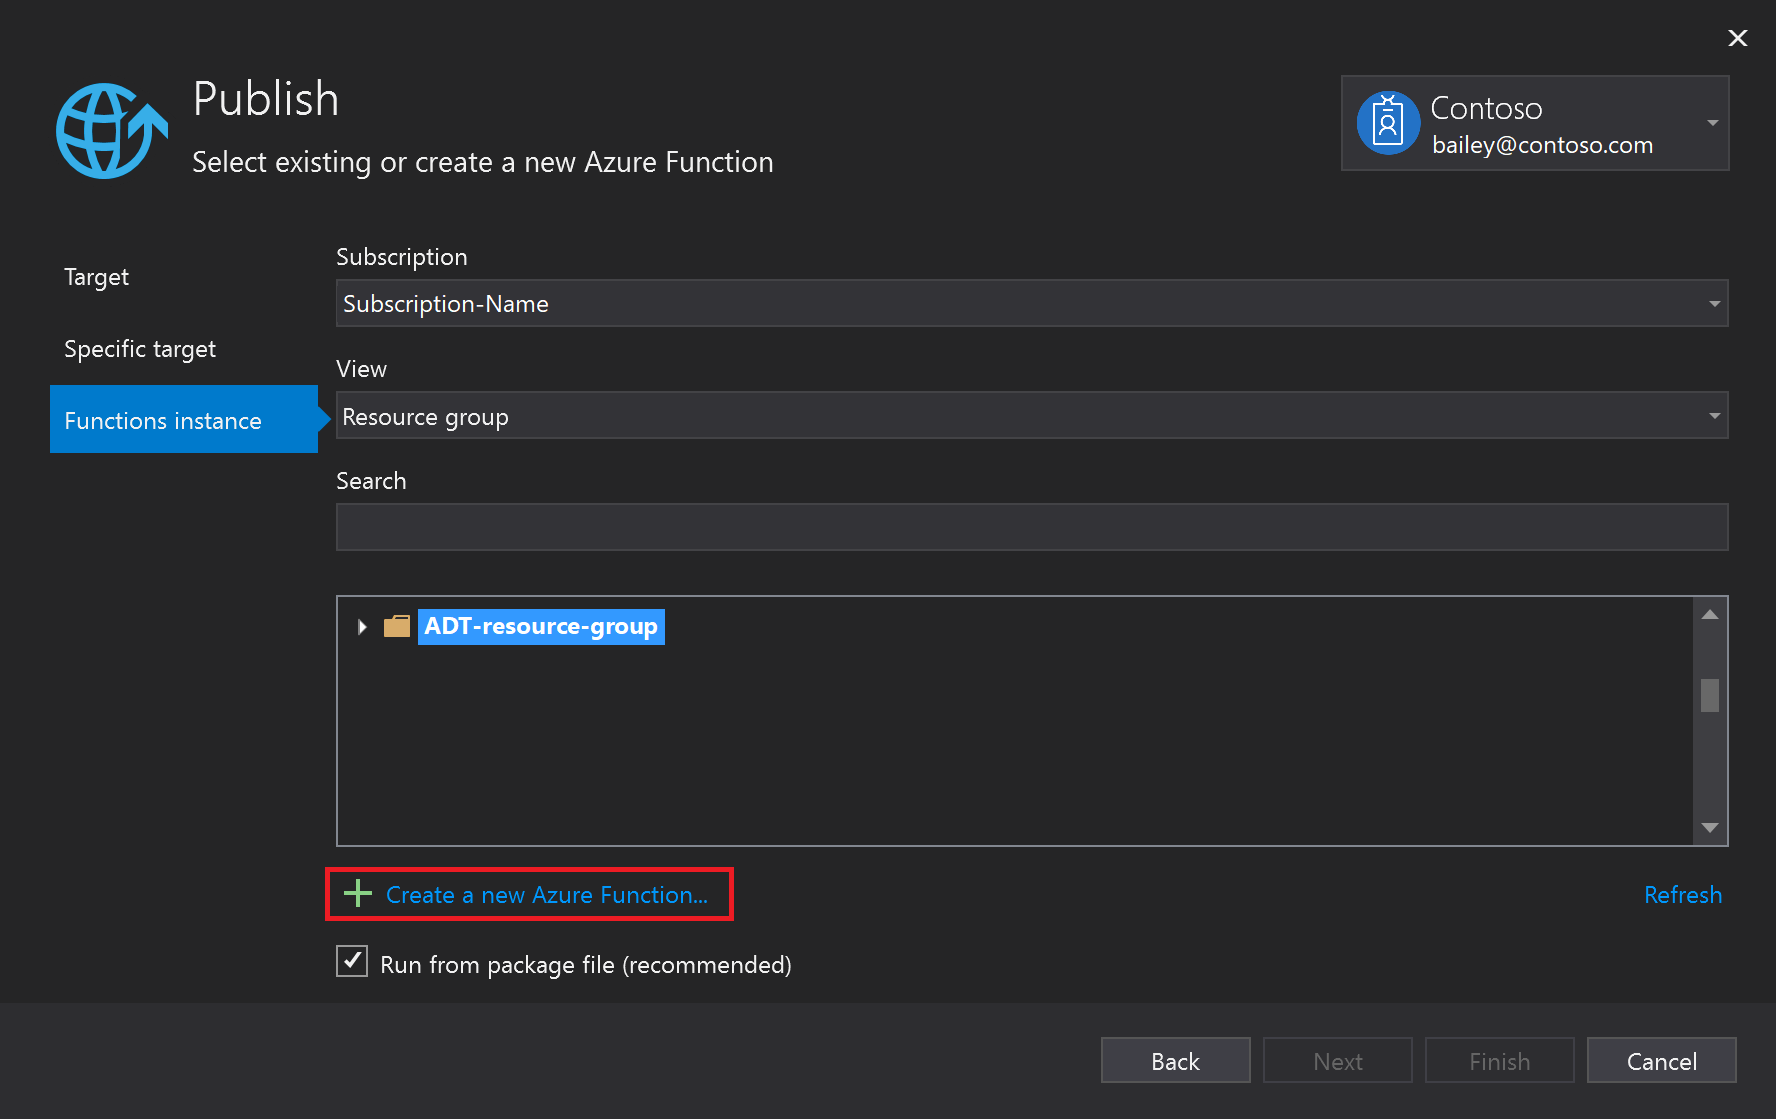 Publish
Select existing or create a new Azure Function
Contoso
bailey@contoso.com
Target
Specific target
Functions instance
Subscription
Subscription-Name
View
Resource group
Search
ADT-resource-group
Create a new Azure Function...
Refresh
Run from package file (recommended)
Back
Next
Finish
Cancel